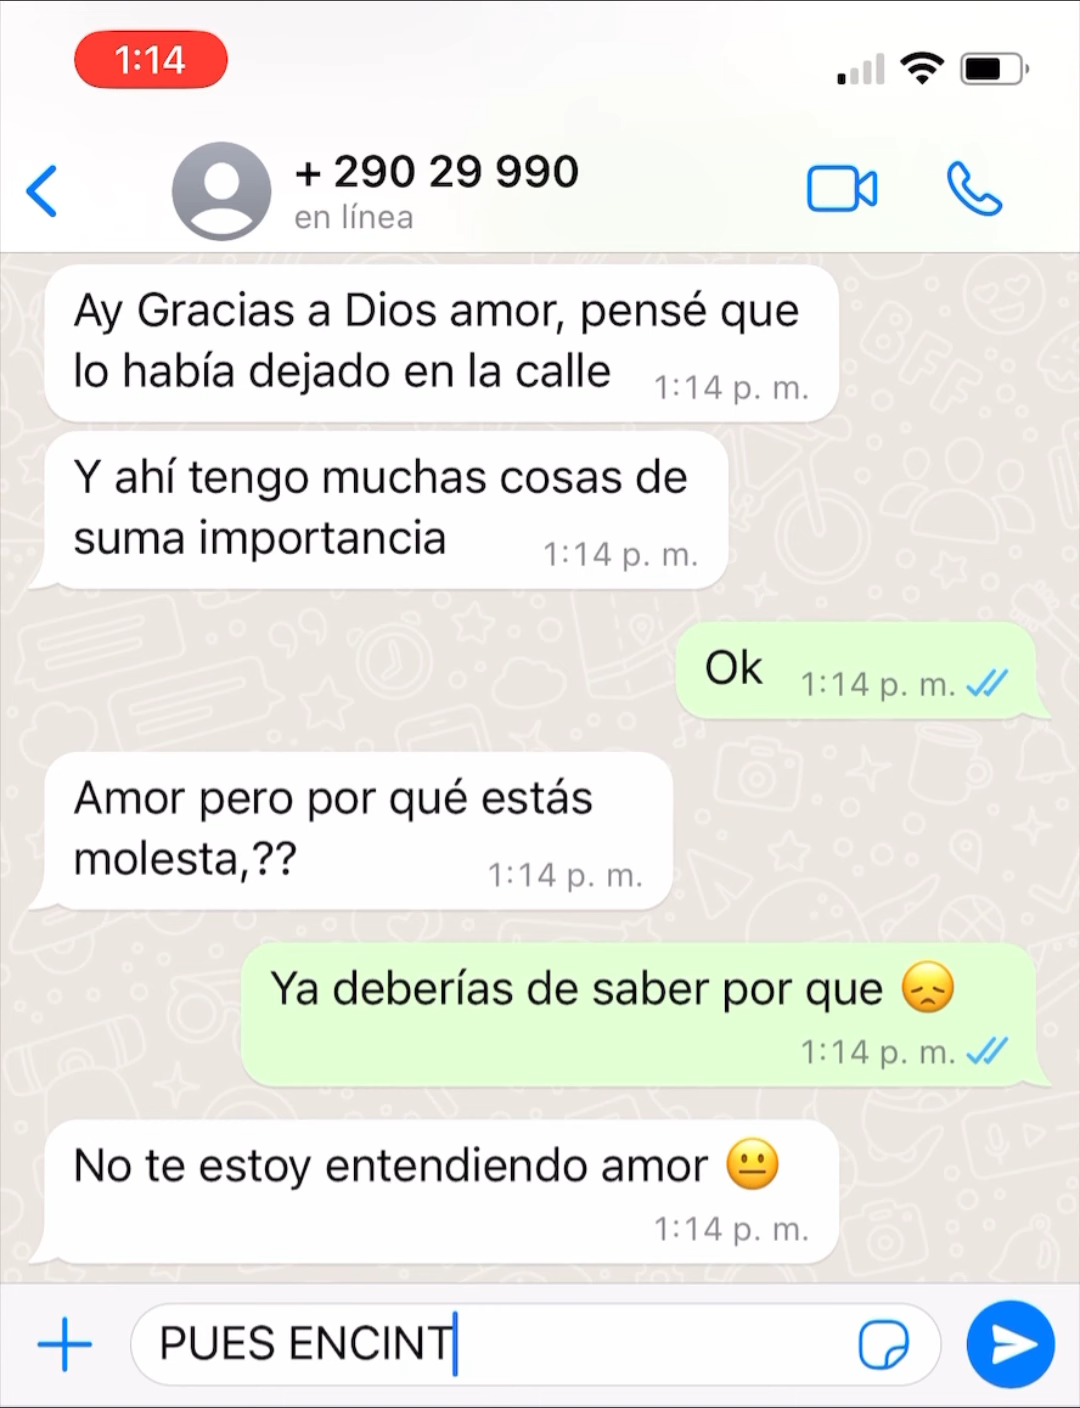 1:14
+ 290 29 990
en línea
Ay Gracias a Dios amor, pensé que
lo había dejado en la calle 1:14 p. m.
Y ahí tengo muchas cosas de
suma importancia 1:14 p. m.
Ok 1:14 p. m.
Amor pero por qué estás
molesta,?? 1:14 p. m.
Ya deberías de saber por que 😞
1:14 p. m.
No te estoy entendiendo amor 😐
1:14 p. m.
PUES ENCINT
BFF